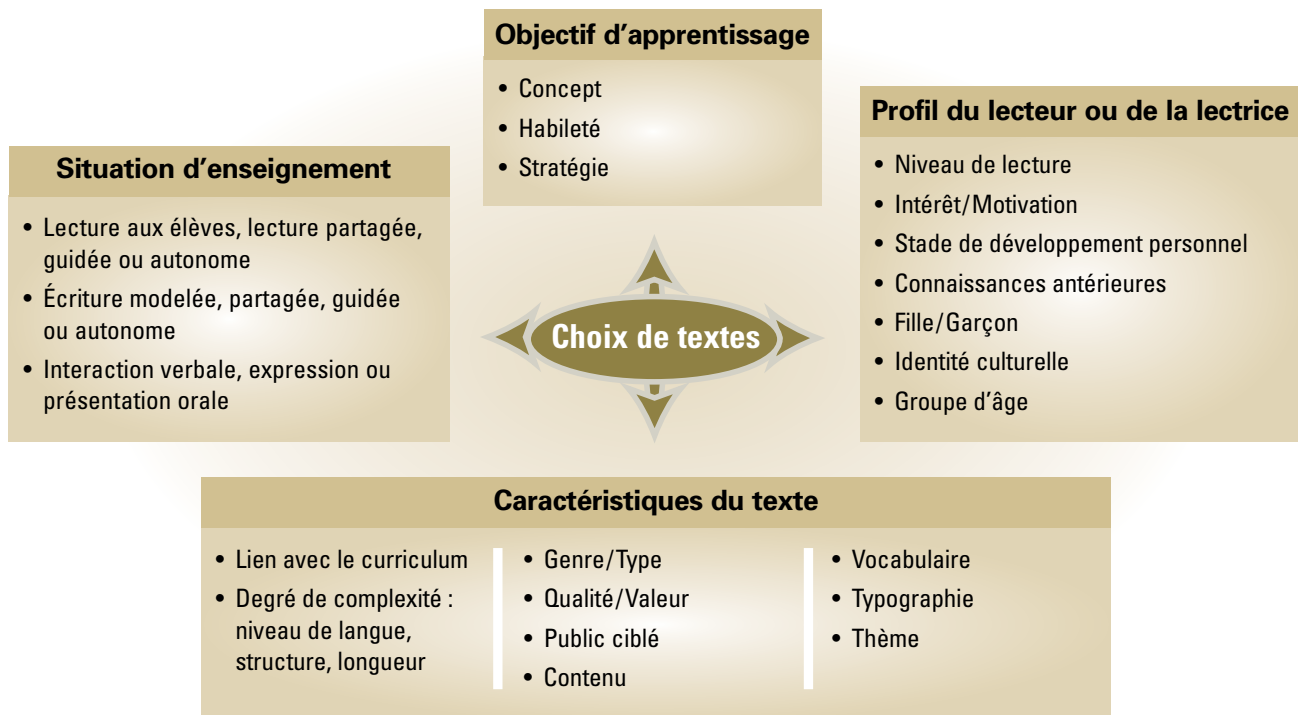 Objectif d'apprentissage
• Concept
• Habileté
• Stratégie
Profil du lecteur ou de la lectrice
• Niveau de lecture
• Intérêt/Motivation
• Stade de développement personnel
• Connaissances antérieures
• Fille/Garçon
• Identité culturelle
• Groupe d'âge
Situation d'enseignement
• Lecture aux élèves, lecture partagée,
guidée ou autonome
• Écriture modelée, partagée, guidée
ou autonome
• Interaction verbale, expression ou
présentation orale
Choix de textes
Caractéristiques du texte
• Lien avec le curriculum
• Degré de complexité :
niveau de langue,
structure, longueur
• Genre/Type
• Qualité/Valeur
• Public ciblé
• Contenu
• Vocabulaire
• Typographie
• Thème